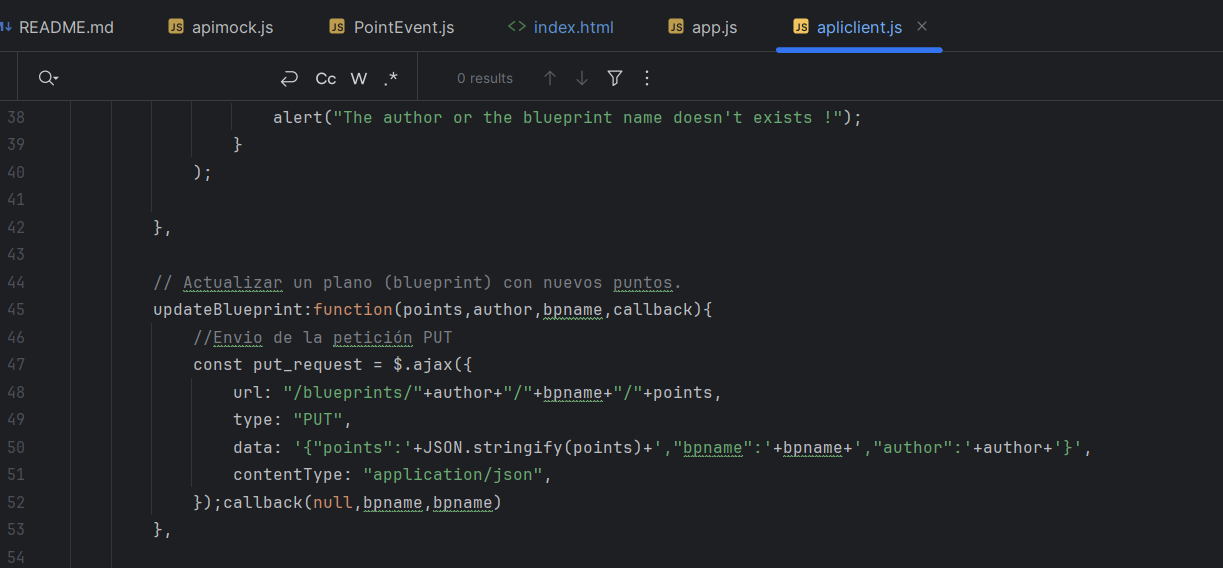 README.md JS apimock.js JS PointEvent.js <> index.html JS app.js JS apliclient.js ×
Cc W .* 0 results
38 alert("The author or the blueprint name doesn't exists !");
39 }
40 );
41
42 },
43
44 // Actualizar un plano (blueprint) con nuevos puntos.
45 updateBlueprint:function(points,author,bpname,callback){
46 //Envio de la petición PUT
47 const put_request = $.ajax({
48 url: "/blueprints/"+author+"/"+bpname+"/"+points,
49 type: "PUT",
50 data: '{"points":'+JSON.stringify(points)+',"bpname":'+bpname+',"author":'+author+'}',
51 contentType: "application/json",
52 });callback(null,bpname,bpname)
53 },
54